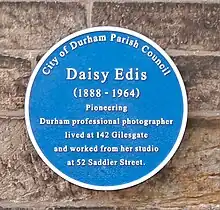 City of Durham Parish Council
Daisy Edis
(1888 - 1964)
Pioneering
Durham professional photographer
lived at 142 Gilesgate
and worked from her studio
at 52 Saddler Street.